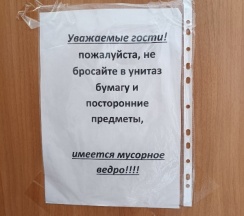 Уважаемые гости!
пожалуйста, не
бросайте в унитаз
бумагу и
посторонние
предметы,
имеется мусорное
ведро!!!!